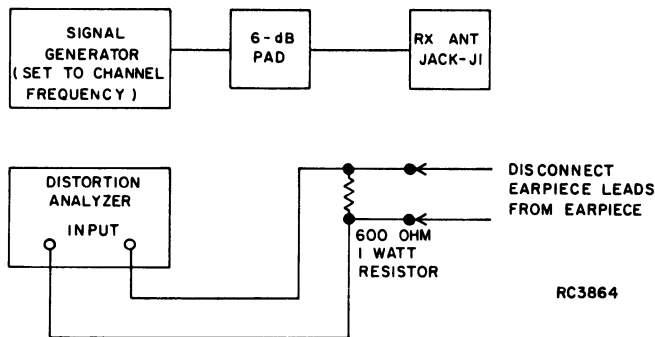 SIGNAL
GENERATOR
(SET TO CHANNEL
FREQUENCY)
6-dB
PAD
RX ANT
JACK-J1
DISTORTION
ANALYZER
INPUT
600 OHM
1 WATT
RESISTOR
DISCONNECT
EARPIECE LEADS
FROM EARPIECE
RC3864